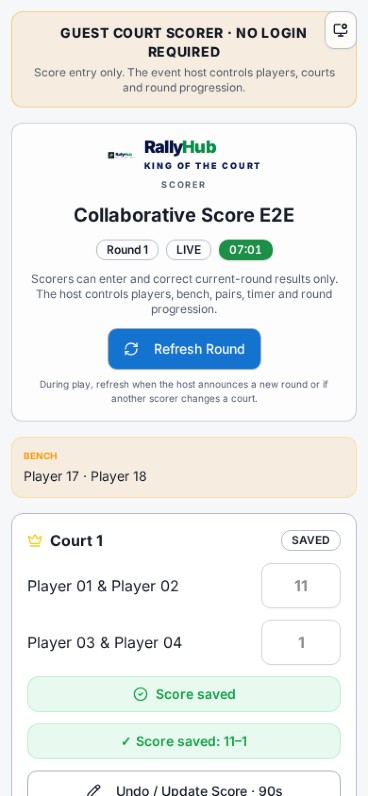 GUEST COURT SCORER · NO LOGIN
REQUIRED
Score entry only. The event host controls players, courts
and round progression.
RallyHub
RallyHub
KING OF THE COURT
SCORER
Collaborative Score E2E
Round 1 LIVE 07:01
Scorers can enter and correct current-round results only.
The host controls players, bench, pairs, timer and round
progression.
Refresh Round
During play, refresh when the host announces a new round or if
another scorer changes a court.
BENCH
Player 17 · Player 18
Court 1 SAVED
Player 01 & Player 02 11
Player 03 & Player 04 1
Score saved
✓ Score saved: 11–1
Undo / Update Score · 90s